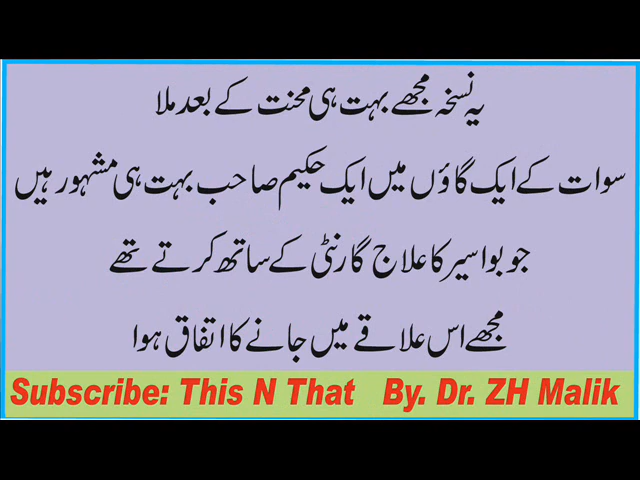 یہ نسخہ مجھے بہت ہی محنت کے بعد ملا
سوات کے ایک گاؤں میں ایک حکیم صاحب بہت ہی مشہور ہیں
جو بواسیر کا علاج گارنٹی کے ساتھ کرتے تھے
مجھے اس علاقے میں جانے کا اتفاق ہوا
Subscribe: This N That By. Dr. ZH Malik